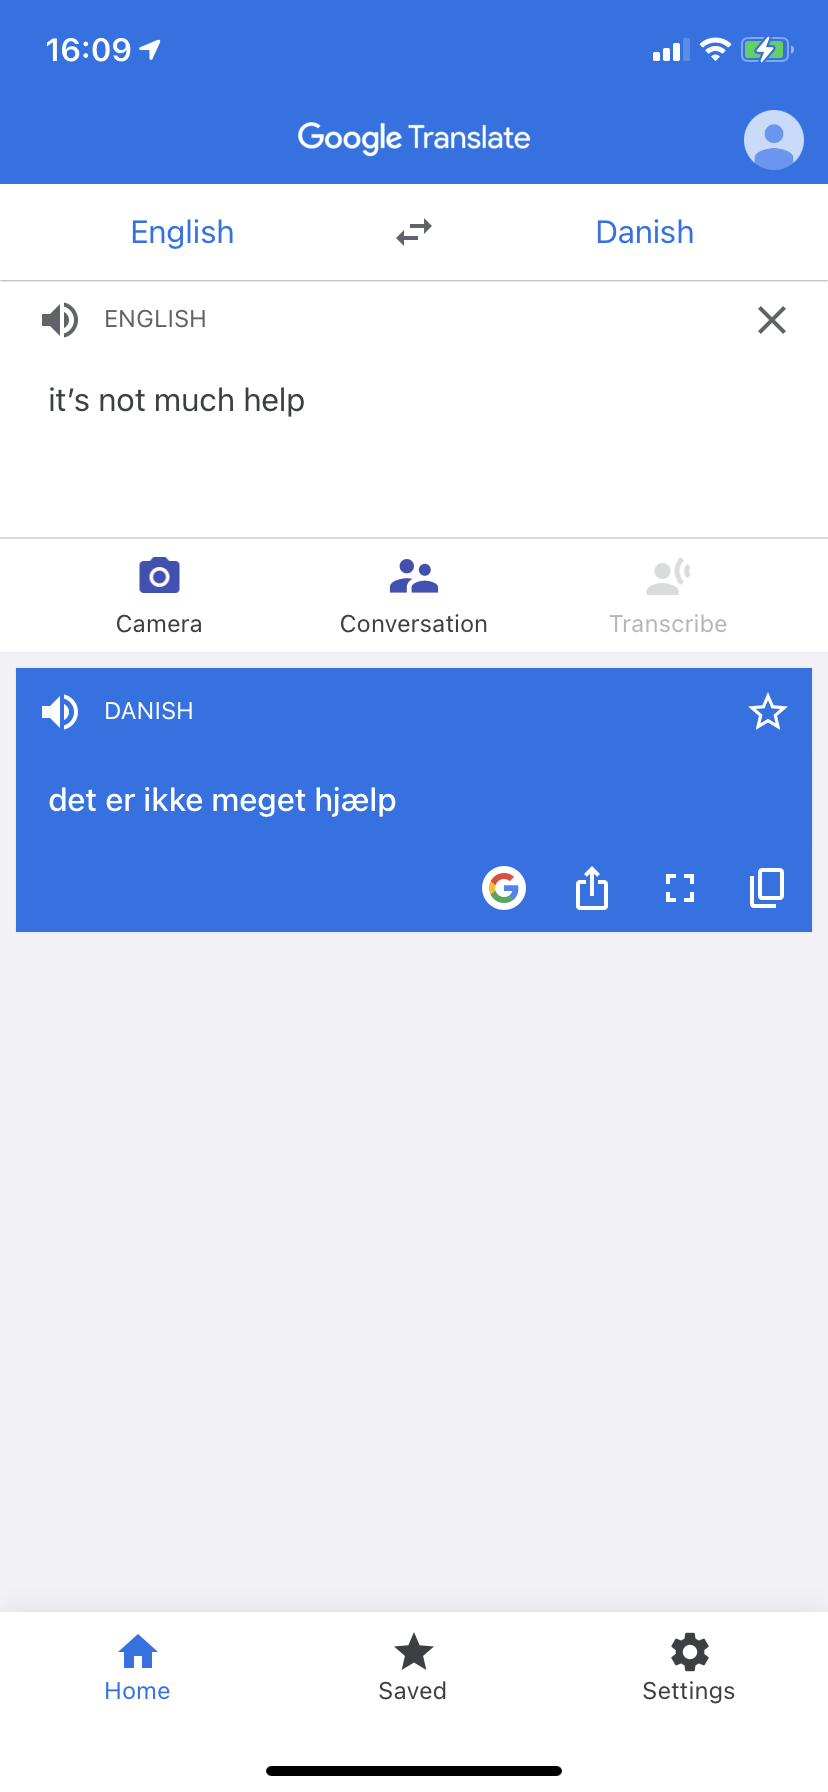 16:09
Google Translate
English
Danish
ENGLISH
it’s not much help
Camera
Conversation
Transcribe
DANISH
det er ikke meget hjælp
G
Home
Saved
Settings